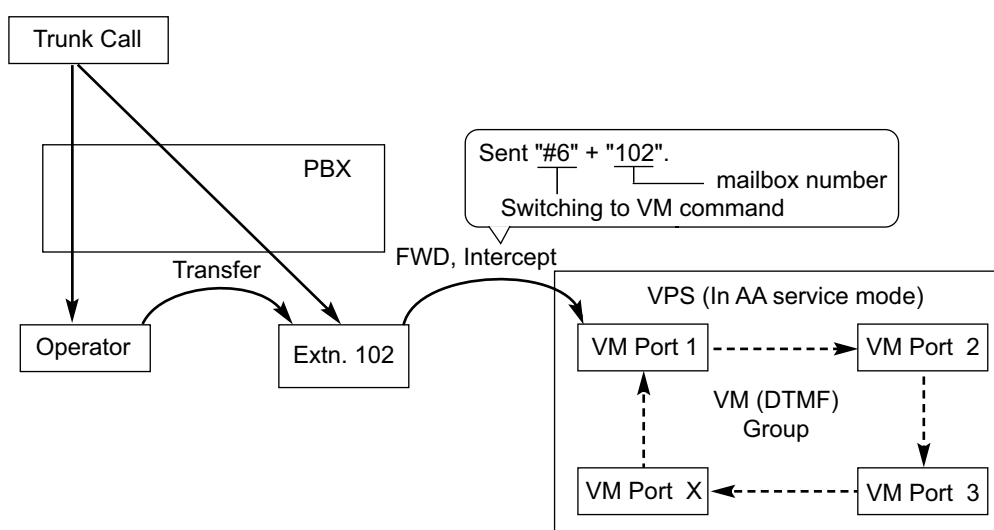 Trunk Call
PBX
Sent "#6" + "102".
mailbox number
Switching to VM command
Transfer
FWD, Intercept
VPS (In AA service mode)
Operator
Extn. 102
VM Port 1
VM Port 2
VM (DTMF)
Group
VM Port X
VM Port 3